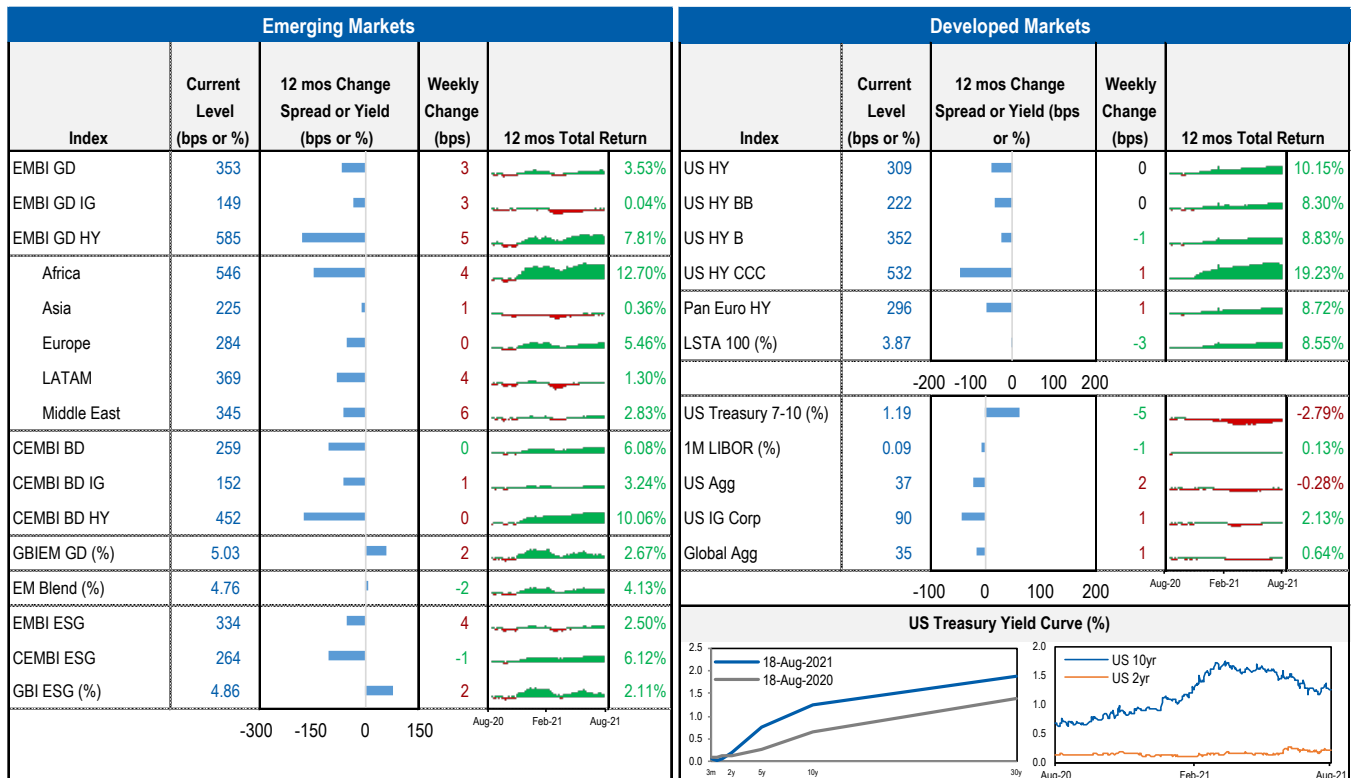 Emerging Markets
Index Current Level (bps or %) 12 mos Change Spread or Yield (bps or %) Weekly Change (bps) 12 mos Total Return
EMBI GD 353 3 3.53%
EMBI GD IG 149 3 0.04%
EMBI GD HY 585 5 7.81%
Africa 546 4 12.70%
Asia 225 1 0.36%
Europe 284 0 5.46%
LATAM 369 4 1.30%
Middle East 345 6 2.83%
CEMBI BD 259 0 6.08%
CEMBI BD IG 152 1 3.24%
CEMBI BD HY 452 0 10.06%
GBIEM GD (%) 5.03 2 2.67%
EM Blend (%) 4.76 -2 4.13%
EMBI ESG 334 4 2.50%
CEMBI ESG 264 -1 6.12%
GBI ESG (%) 4.86 2 2.11%
-300 -150 0 150 Aug-20 Feb-21 Aug-21
Developed Markets
Index Current Level (bps or %) 12 mos Change Spread or Yield (bps or %) Weekly Change (bps) 12 mos Total Return
US HY 309 0 10.15%
US HY BB 222 0 8.30%
US HY B 352 -1 8.83%
US HY CCC 532 1 19.23%
Pan Euro HY 296 1 8.72%
LSTA 100 (%) 3.87 -3 8.55%
-200 -100 0 100 200
US Treasury 7-10 (%) 1.19 -5 -2.79%
1M LIBOR (%) 0.09 -1 0.13%
US Agg 37 2 -0.28%
US IG Corp 90 1 2.13%
Global Agg 35 1 0.64%
-100 0 100 200 Aug-20 Feb-21 Aug-21
US Treasury Yield Curve (%)
2.5
2.0
1.5
1.0
0.5
0.0
18-Aug-2021
18-Aug-2020
3m 2y 5y 10y 30y
2.0
1.5
1.0
0.5
0.0
US 10yr
US 2yr
Aug-20 Feb-21 Aug-21